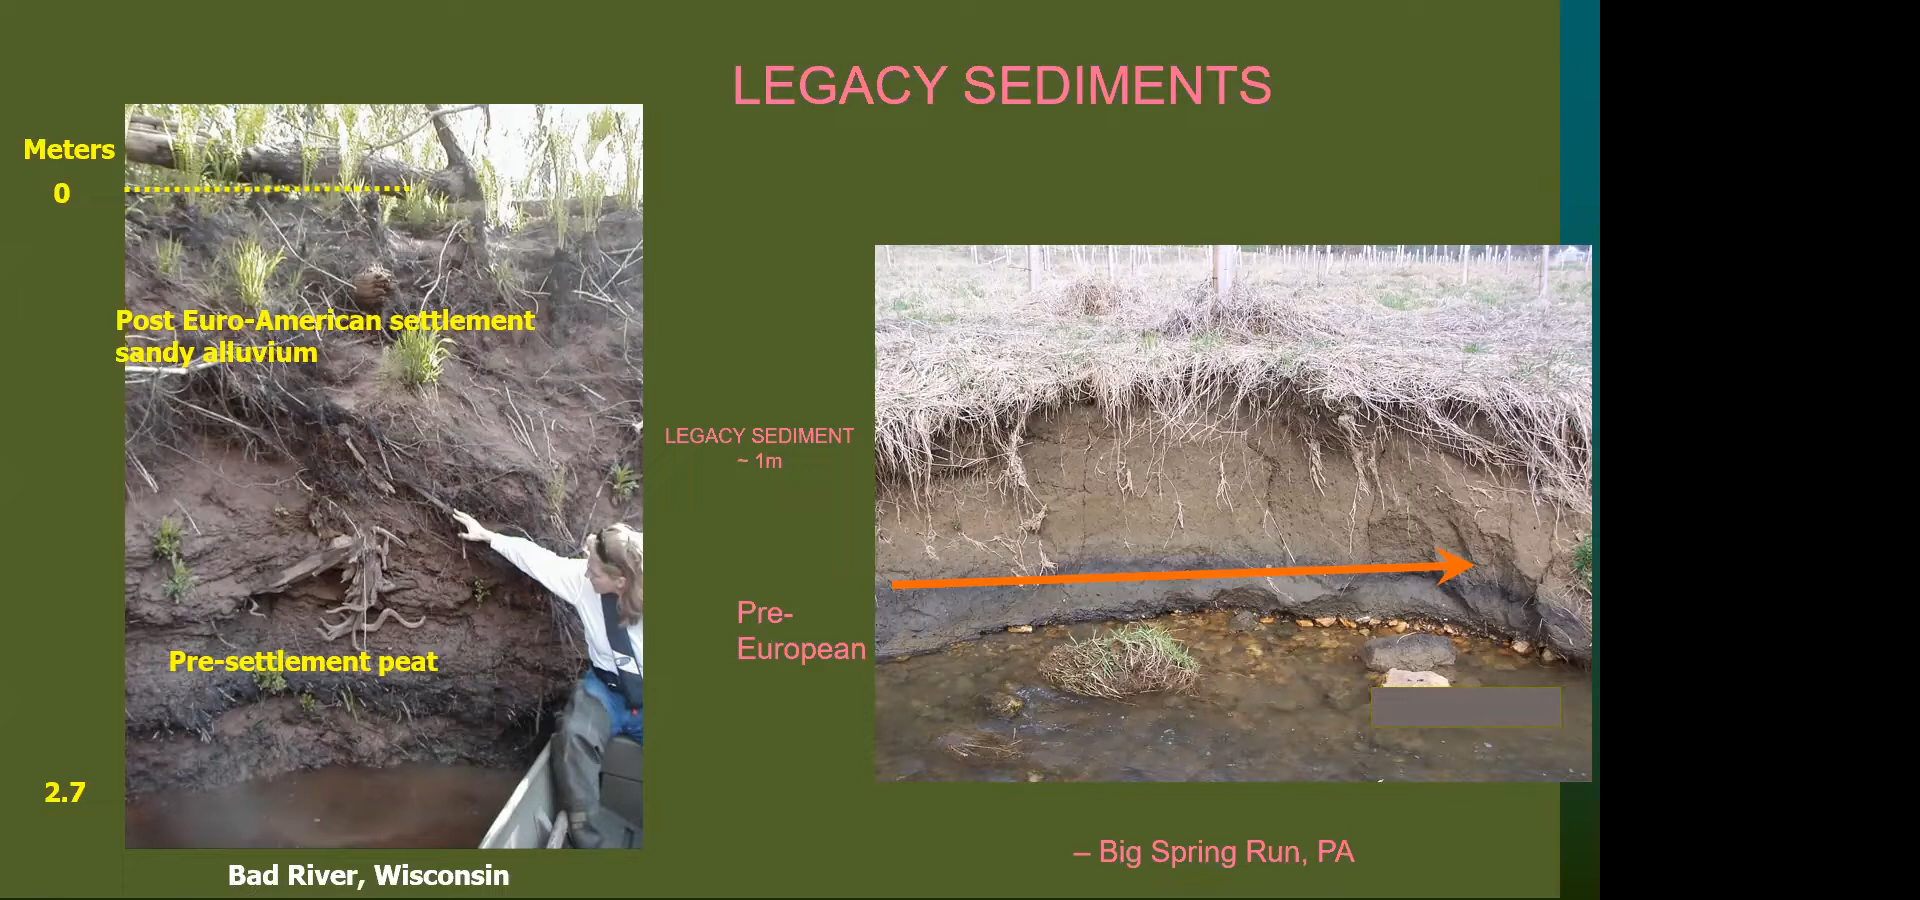 LEGACY SEDIMENTS
Meters
0
Post Euro-American settlement
sandy alluvium
Pre-settlement peat
2.7
Bad River, Wisconsin
LEGACY SEDIMENT
~ 1m
Pre-
European
– Big Spring Run, PA